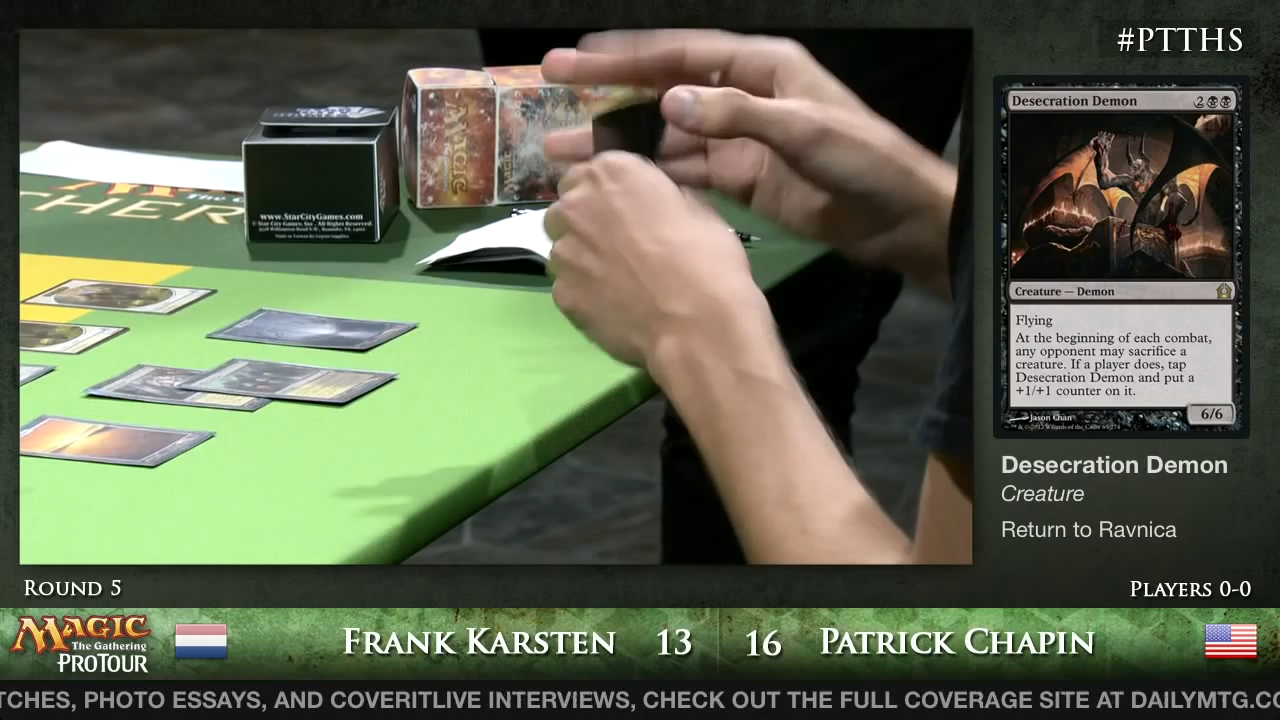 #PTTHS
Desecration Demon 2
Creature — Demon
Flying
At the beginning of each combat,
any opponent may sacrifice a
creature. If a player does, tap
Desecration Demon and put a
+1/+1 counter on it.
6/6
Jason Chan
Desecration Demon
Creature
Return to Ravnica
MAGIC
MAGIC
THER
www.StarCityGames.com
Round 5
Players 0-0
MAGIC
The Gathering
PROTOUR
Frank Karsten 13
16 Patrick Chapin
TCHES, PHOTO ESSAYS, AND COVERITLIVE INTERVIEWS, CHECK OUT THE FULL COVERAGE SITE AT DAILYMTG.CO